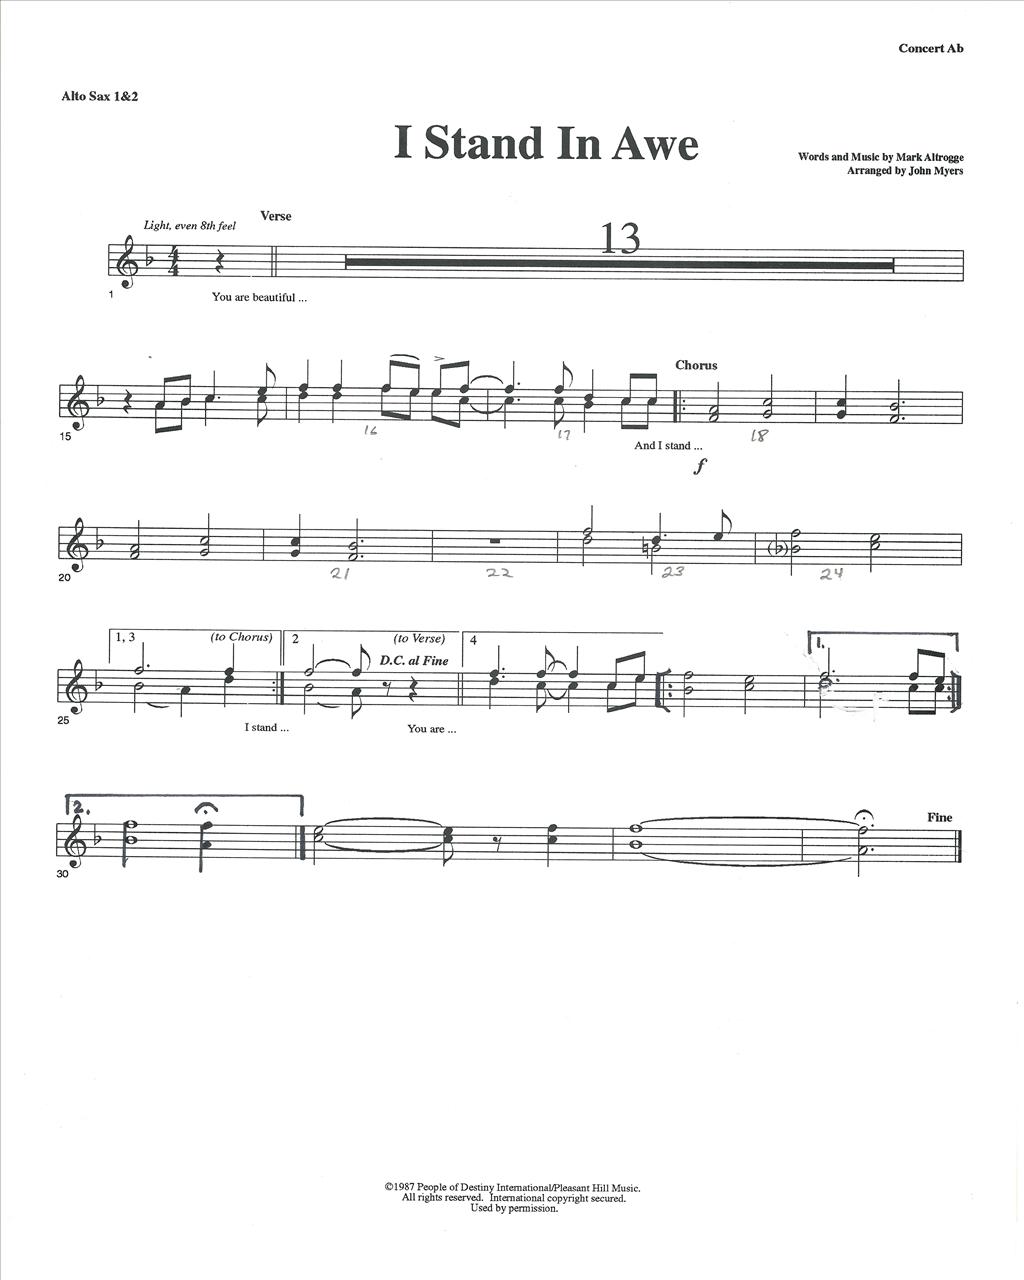 Concert Ab
Alto Sax 1&2
I Stand In Awe
Words and Music by Mark Altrogge
Arranged by John Myers
Light, even 8th feel
Verse
13
4
4
1
You are beautiful ...
Chorus
15
16
17
18
And I stand ...
f
20
21
22
23
24
1, 3
(to Chorus)
2
(to Verse)
4
1.
D.C. al Fine
25
I stand ...
You are ...
2.
Fine
30
©1987 People of Destiny International/Pleasant Hill Music.
All rights reserved. International copyright secured.
Used by permission.